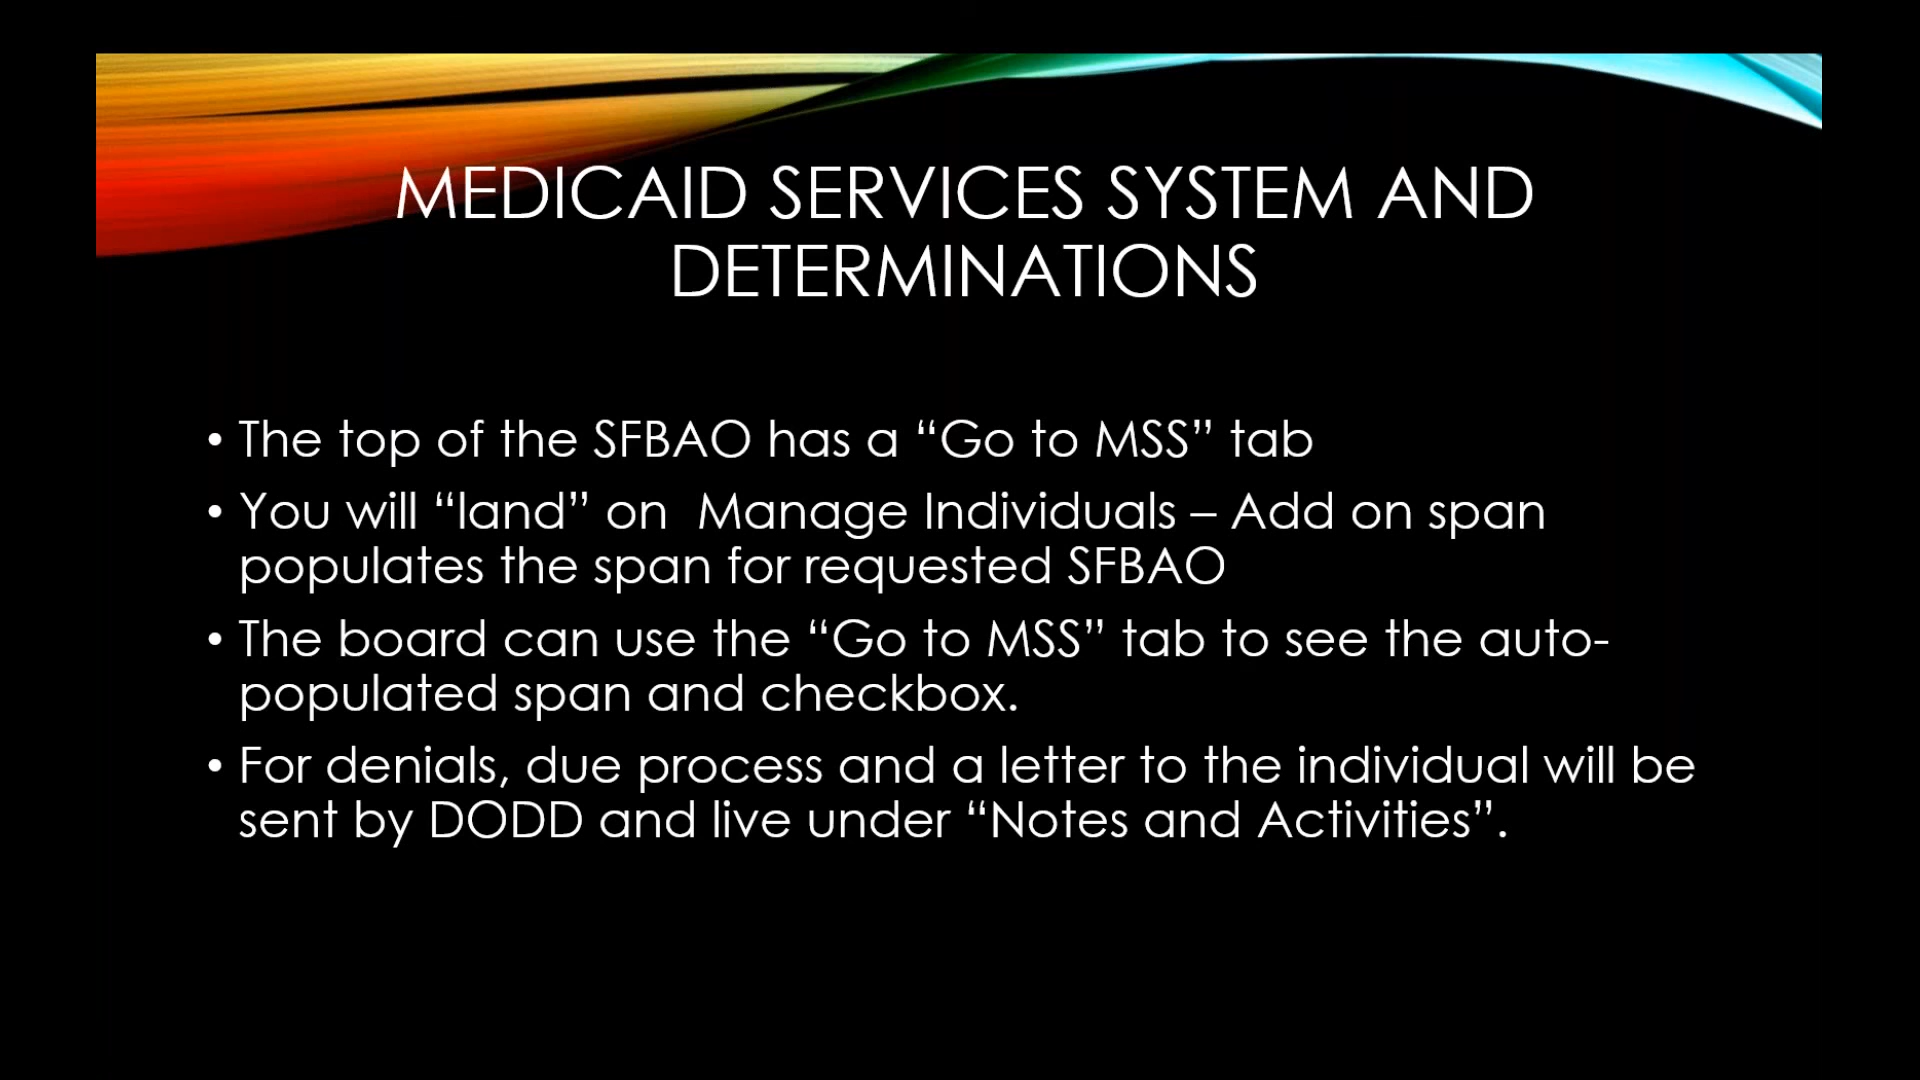 MEDICAID SERVICES SYSTEM AND
DETERMINATIONS
• The top of the SFBAO has a “Go to MSS” tab
• You will “land” on  Manage Individuals – Add on span
populates the span for requested SFBAO
• The board can use the “Go to MSS” tab to see the auto-
populated span and checkbox.
• For denials, due process and a letter to the individual will be
sent by DODD and live under “Notes and Activities”.